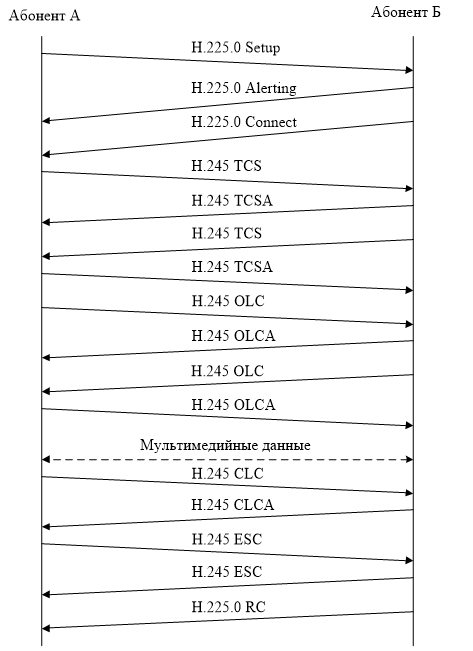 Абонент А
Абонент Б
H.225.0 Setup
H.225.0 Alerting
H.225.0 Connect
H.245 TCS
H.245 TCSA
H.245 TCS
H.245 TCSA
H.245 OLC
H.245 OLCA
H.245 OLC
H.245 OLCA
Мультимедийные данные
H.245 CLC
H.245 CLCA
H.245 ESC
H.245 ESC
H.225.0 RC